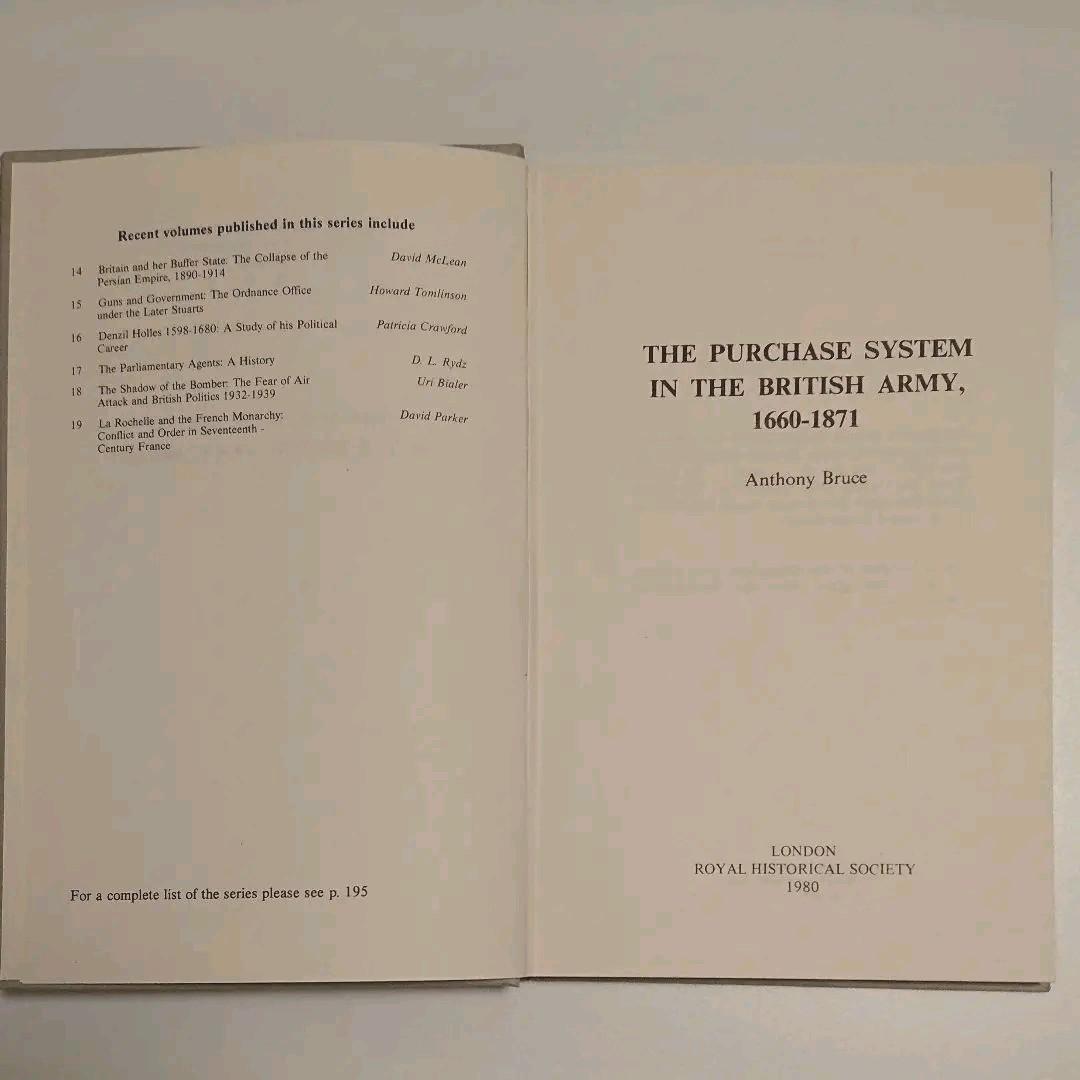 Recent volumes published in this series include
14 Britain and her Buffer State: The Collapse of the David McLean
Persian Empire, 1890-1914
15 Guns and Government: The Ordnance Office Howard Tomlinson
under the Later Stuarts
16 Denzil Holles 1598-1680: A Study of his Political Patricia Crawford
Career
17 The Parliamentary Agents: A History D. L. Rydz
18 The Shadow of the Bomber: The Fear of Air Uri Bialer
Attack and British Politics 1932-1939
19 La Rochelle and the French Monarchy: David Parker
Conflict and Order in Seventeenth -
Century France
For a complete list of the series please see p. 195
THE PURCHASE SYSTEM
IN THE BRITISH ARMY,
1660-1871
Anthony Bruce
LONDON
ROYAL HISTORICAL SOCIETY
1980